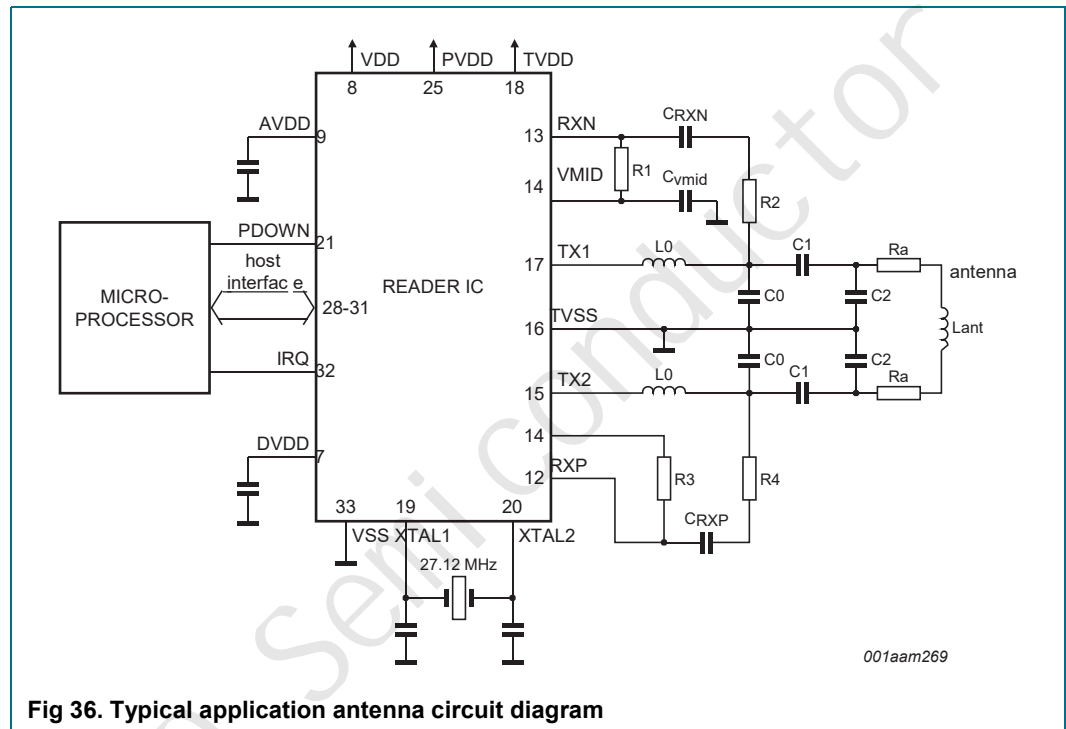 VDD
PVDD
TVDD
8
25
18
AVDD
9
13
RXN
CRXN
R1
VMID
14
Cvmid
R2
PDOWN
21
host
interfac e
28-31
MICRO-
PROCESSOR
READER IC
IRQ
32
17
TX1
L0
C1
Ra
antenna
C0
C2
TVSS
16
Lant
C0
C2
TX2
L0
15
C1
Ra
14
RXP
12
R3
R4
CRXP
DVDD
7
33
19
20
VSS
XTAL1
XTAL2
27.12 MHz
001aam269
Semi conductor
Fig 36. Typical application antenna circuit diagram